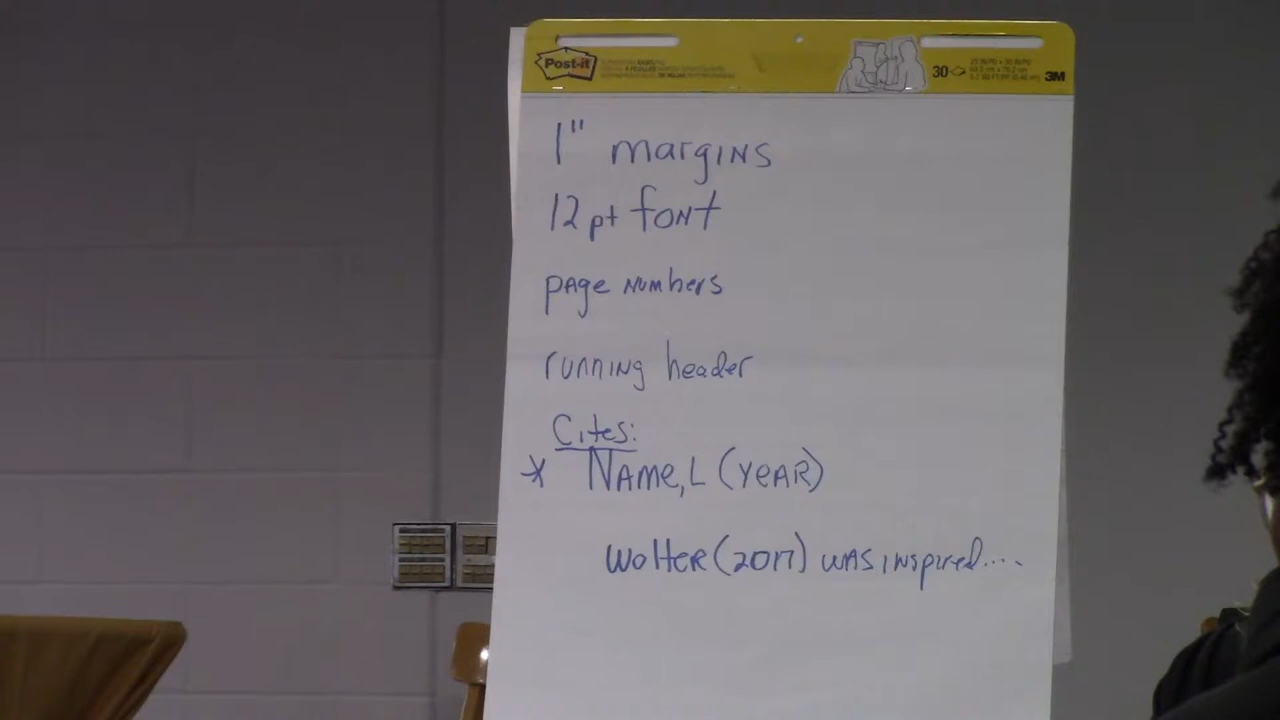 Post-it
30
3M
1" margins
12pt font
page numbers
running header
Cites:
* Name, L (Year)
Wolter (2017) was inspired....